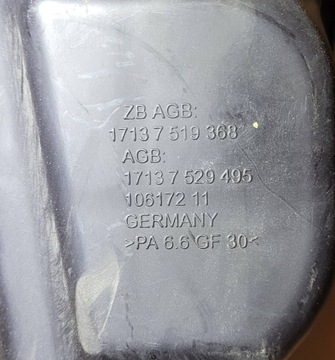 ZB AGB:
1713 7 519 368
AGB:
1713 7 529 495
106172 11
GERMANY
>PA 6.6 GF 30<